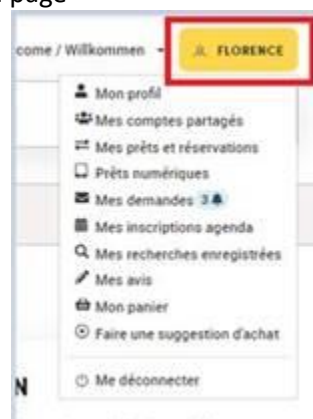 page
come / Willkommen
FLORENCE
Mon profil
Mes comptes partagés
Mes prêts et réservations
Prêts numériques
Mes demandes 3
Mes inscriptions agenda
Mes recherches enregistrées
Mes avis
Mon panier
Faire une suggestion d'achat
Me déconnecter
N